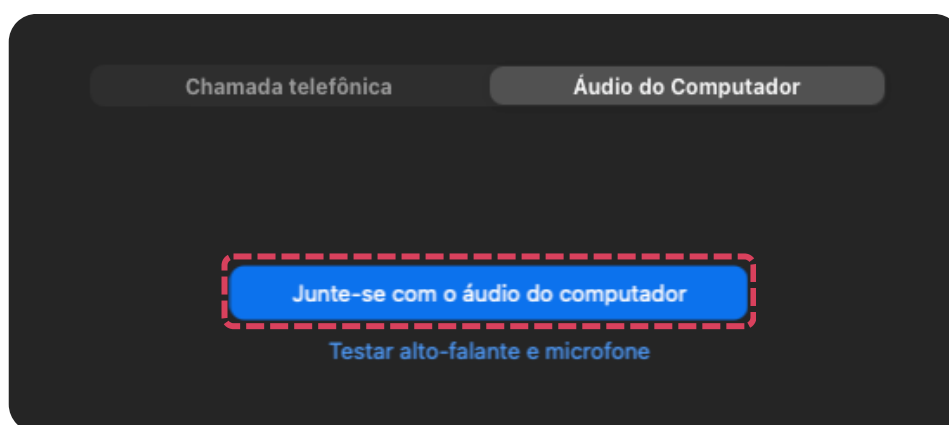 Chamada telefônica Áudio do Computador
Junte-se com o áudio do computador
Testar alto-falante e microfone